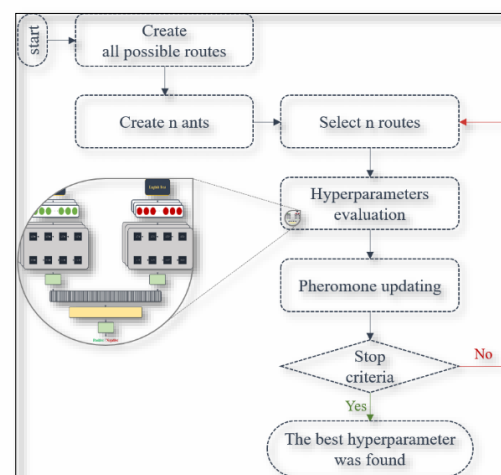 start
Create
all possible routes
Create n ants
Select n routes
Hyperparameters
evaluation
Pheromone updating
Stop
criteria
No
Yes
The best hyperparameter
was found